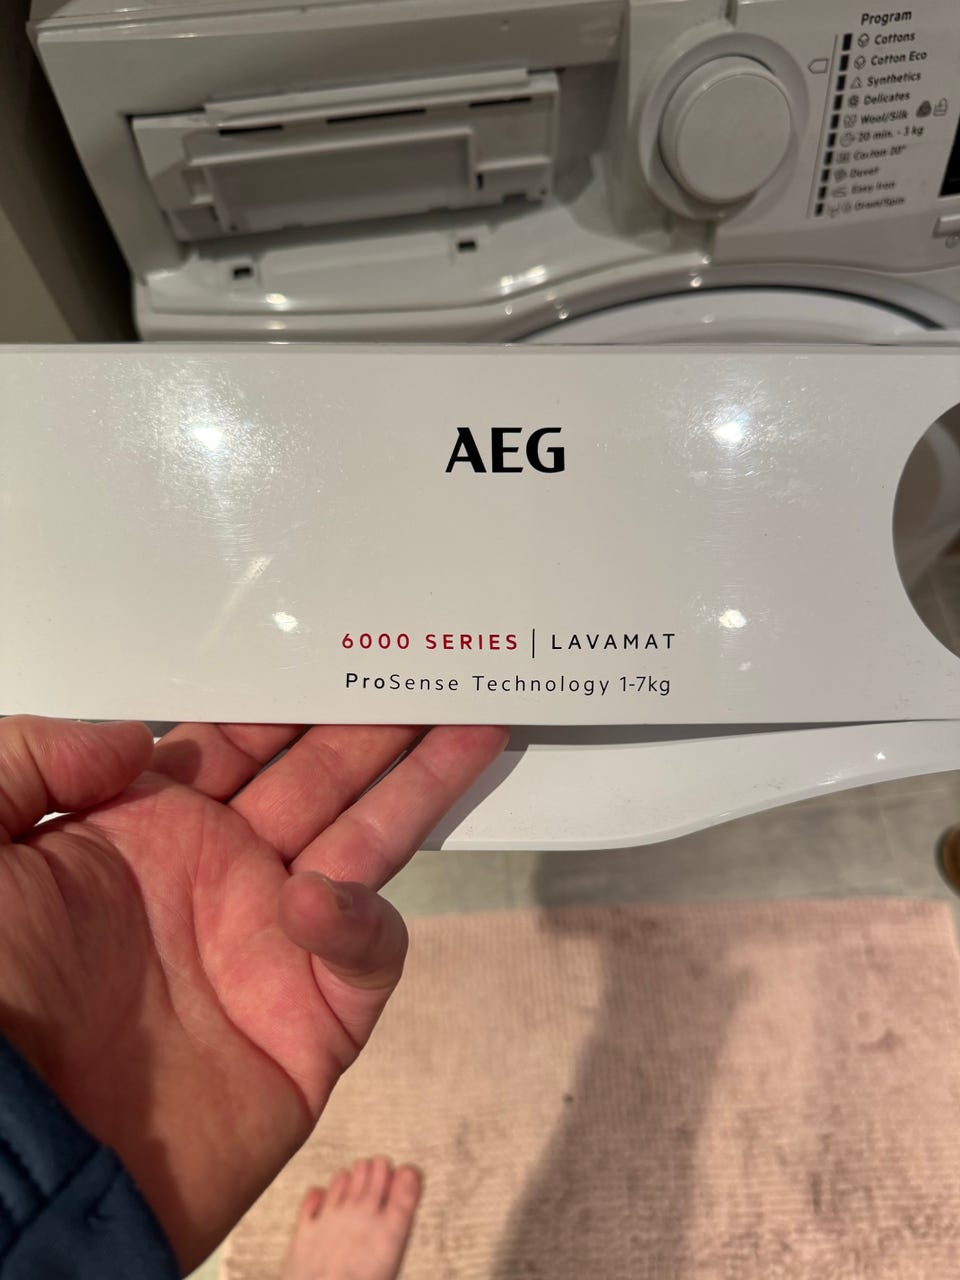 Program
Cottons
Cotton Eco
Synthetics
Delicates
Wool/Silk
20 min. - 3 kg
Cotton 20°
Duvet
Easy Iron
Drain/Spin
AEG
6000 SERIES | LAVAMAT
ProSense Technology 1-7kg